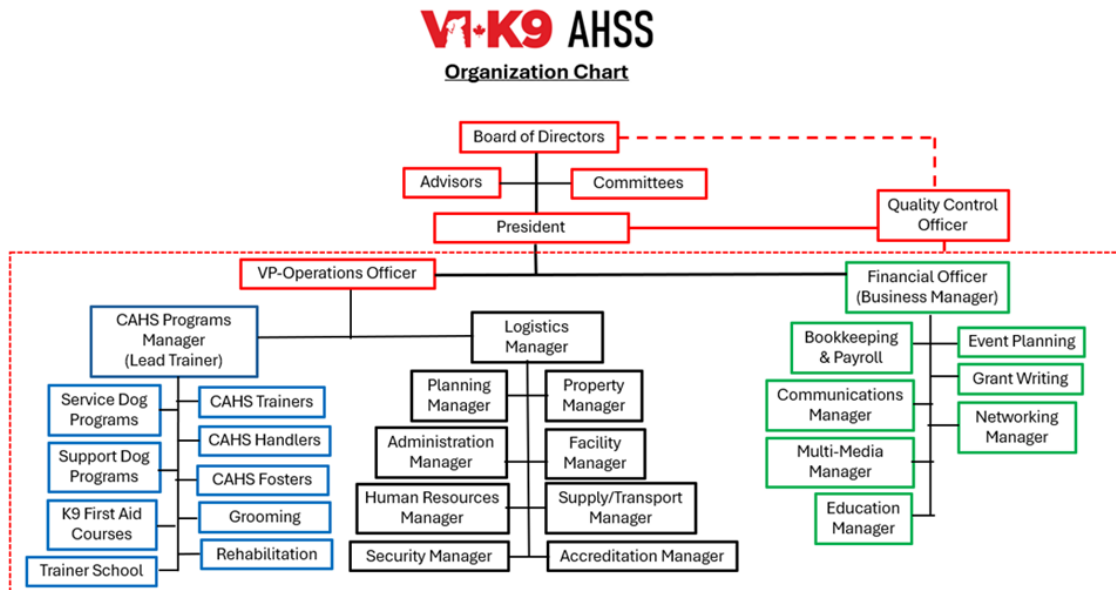 VI K9 AHSS
Organization Chart
Board of Directors
Advisors
Committees
President
Quality Control
Officer
VP-Operations Officer
Financial Officer
(Business Manager)
CAHS Programs
Manager
(Lead Trainer)
Logistics
Manager
Bookkeeping
& Payroll
Event Planning
Service Dog
Programs
CAHS Trainers
Planning
Manager
Property
Manager
Communications
Manager
Grant Writing
Support Dog
Programs
CAHS Handlers
Administration
Manager
Facility
Manager
Multi-Media
Manager
Networking
Manager
K9 First Aid
Courses
CAHS Fosters
Human Resources
Manager
Supply/Transport
Manager
Education
Manager
Grooming
Trainer School
Rehabilitation
Security Manager
Accreditation Manager